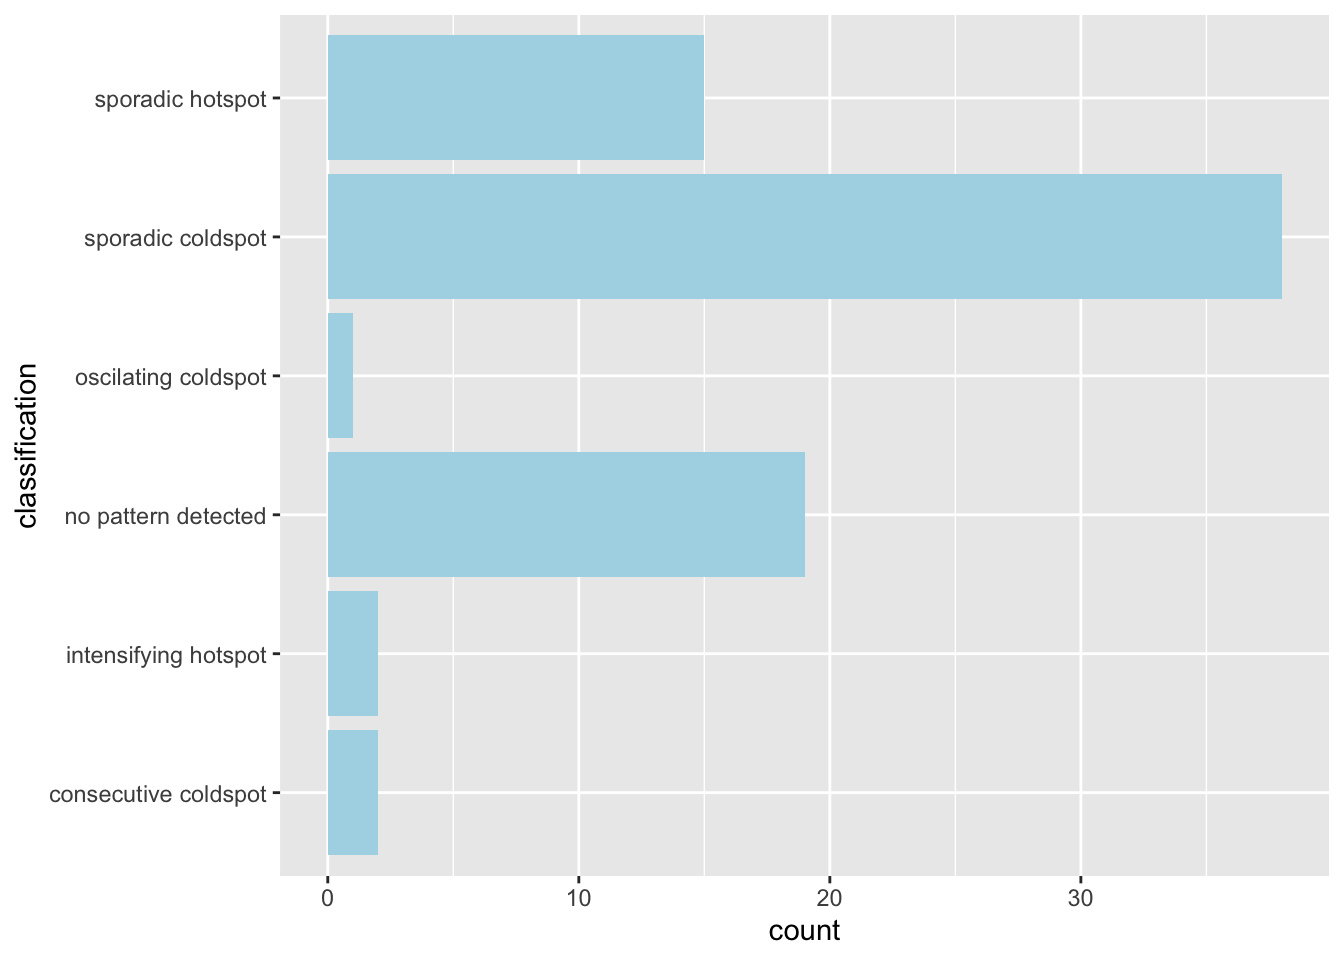 sporadic hotspot
sporadic coldspot
oscilating coldspot
no pattern detected
intensifying hotspot
consecutive coldspot
classification
0 10 20 30
count